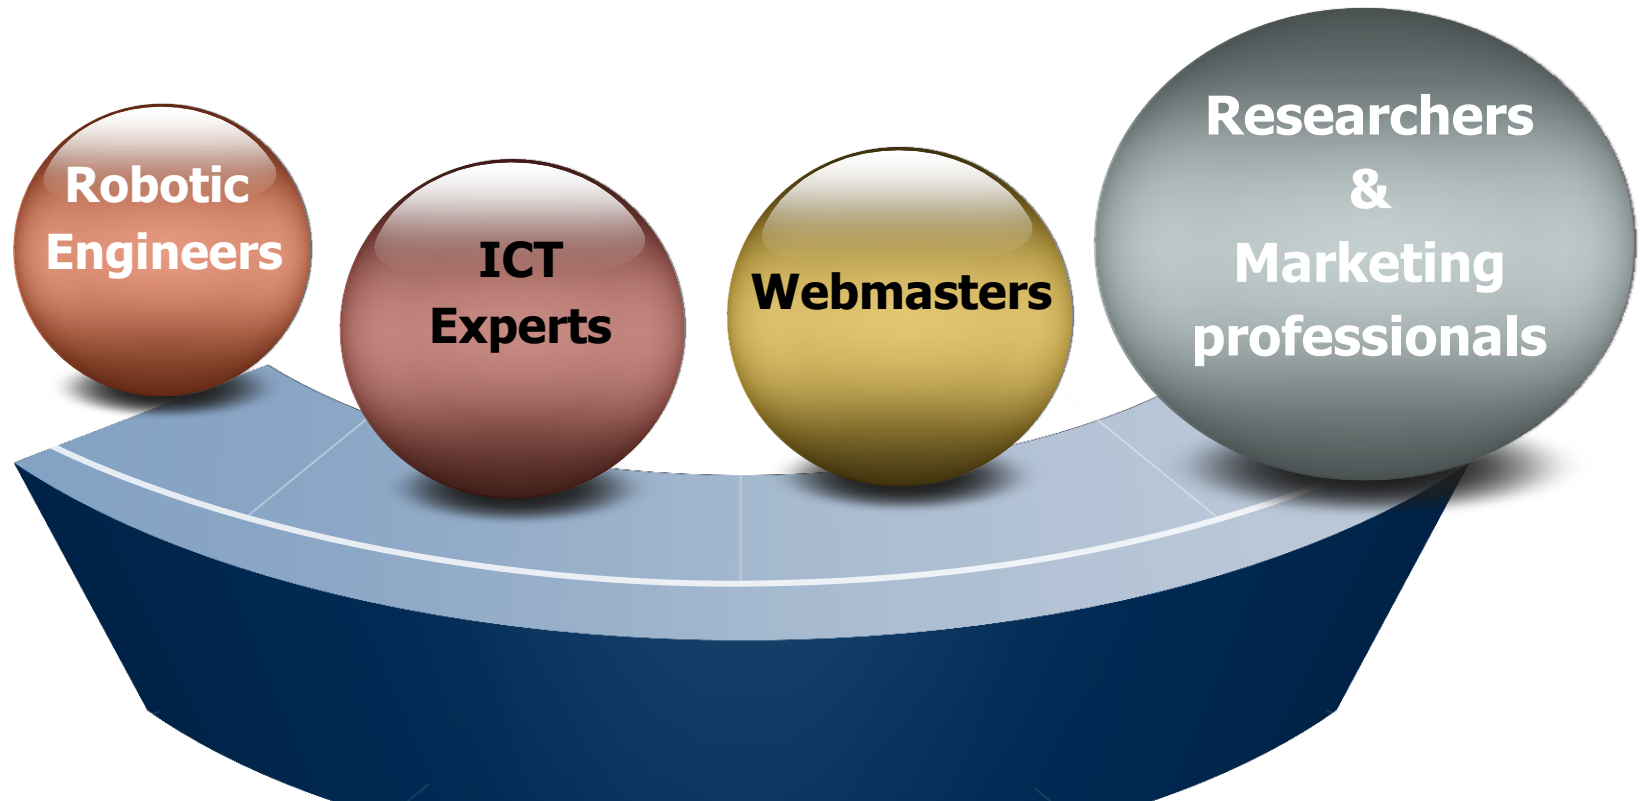 Robotic
Engineers
ICT
Experts
Webmasters
Researchers
&
Marketing
professionals